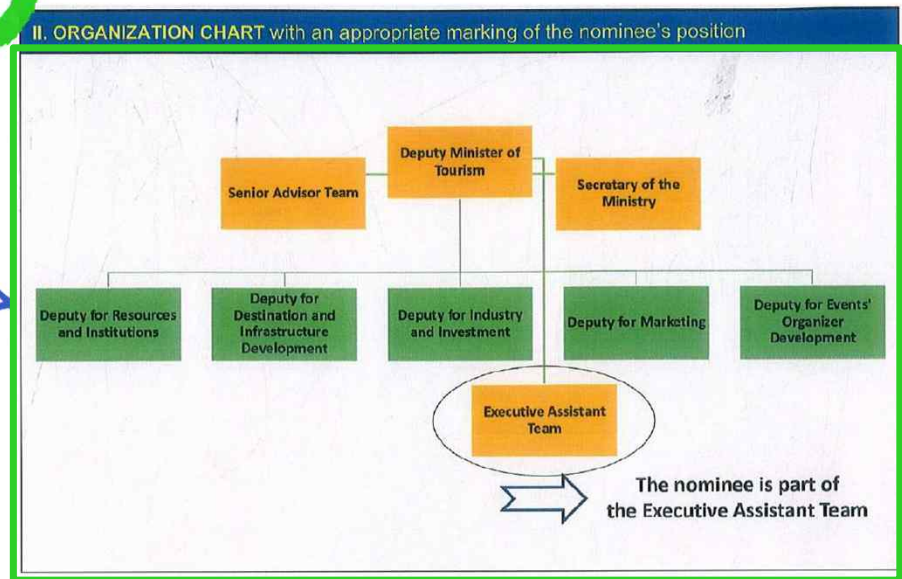 II. ORGANIZATION CHART with an appropriate marking of the nominee's position
Deputy Minister of
Tourism
Senior Advisor Team
Secretary of the
Ministry
Deputy for Resources
and Institutions
Deputy for
Destination and
Infrastructure
Development
Deputy for Industry
and Investment
Deputy for Marketing
Deputy for Events'
Organizer
Development
Executive Assistant
Team
The nominee is part of
the Executive Assistant Team